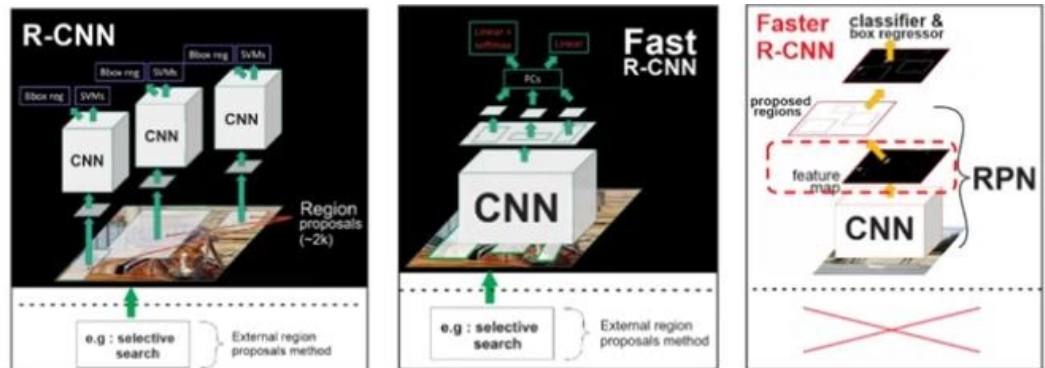 R-CNN
Bbox reg SVMs
Bbox reg SVMs
Bbox reg SVMs
CNN
CNN
CNN
Region
proposals
(~2k)
e.g : selective
search
External region
proposals method
Fast
R-CNN
Linear +
softmax
Linear
FCs
CNN
e.g : selective
search
External region
proposals method
Faster
R-CNN
classifier &
box regressor
proposed
regions
feature
map
CNN
RPN